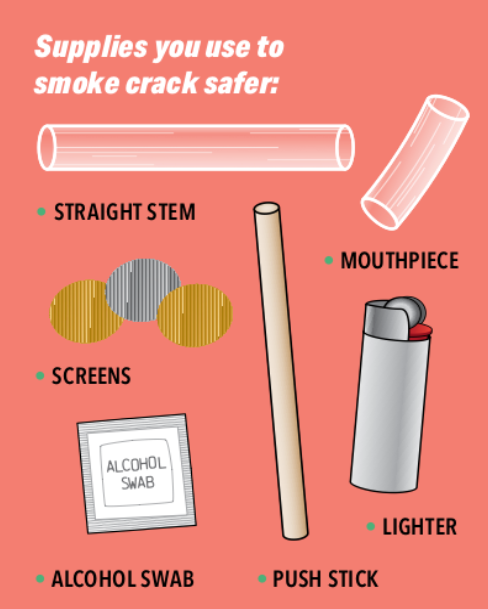 Supplies you use to
smoke crack safer:
• STRAIGHT STEM
• MOUTHPIECE
• SCREENS
ALCOHOL
SWAB
• LIGHTER
• ALCOHOL SWAB
• PUSH STICK